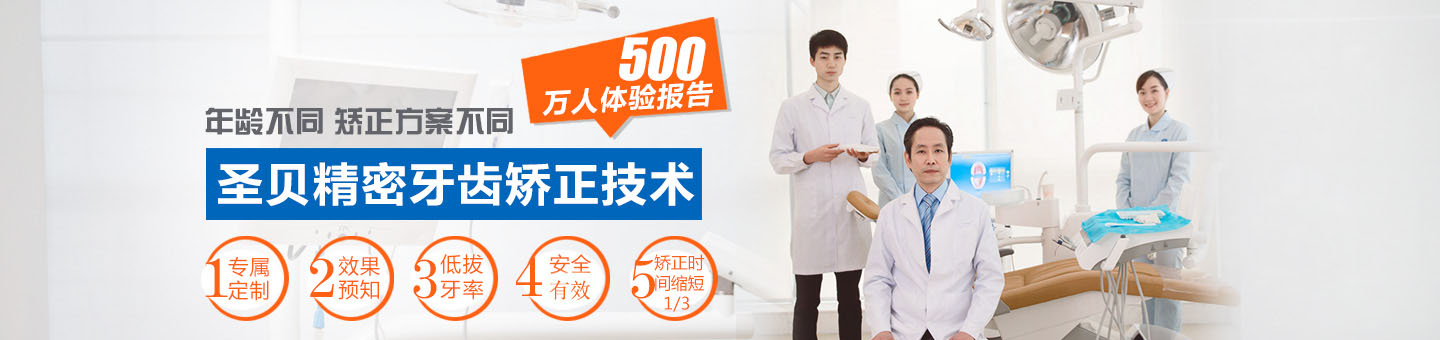 500
万人体验报告
年龄不同 矫正方案不同
圣贝精密牙齿矫正技术
1 专属
定制
2 效果
预知
3 低拔
牙率
4 安全
有效
5 矫正时
间缩短
1/3